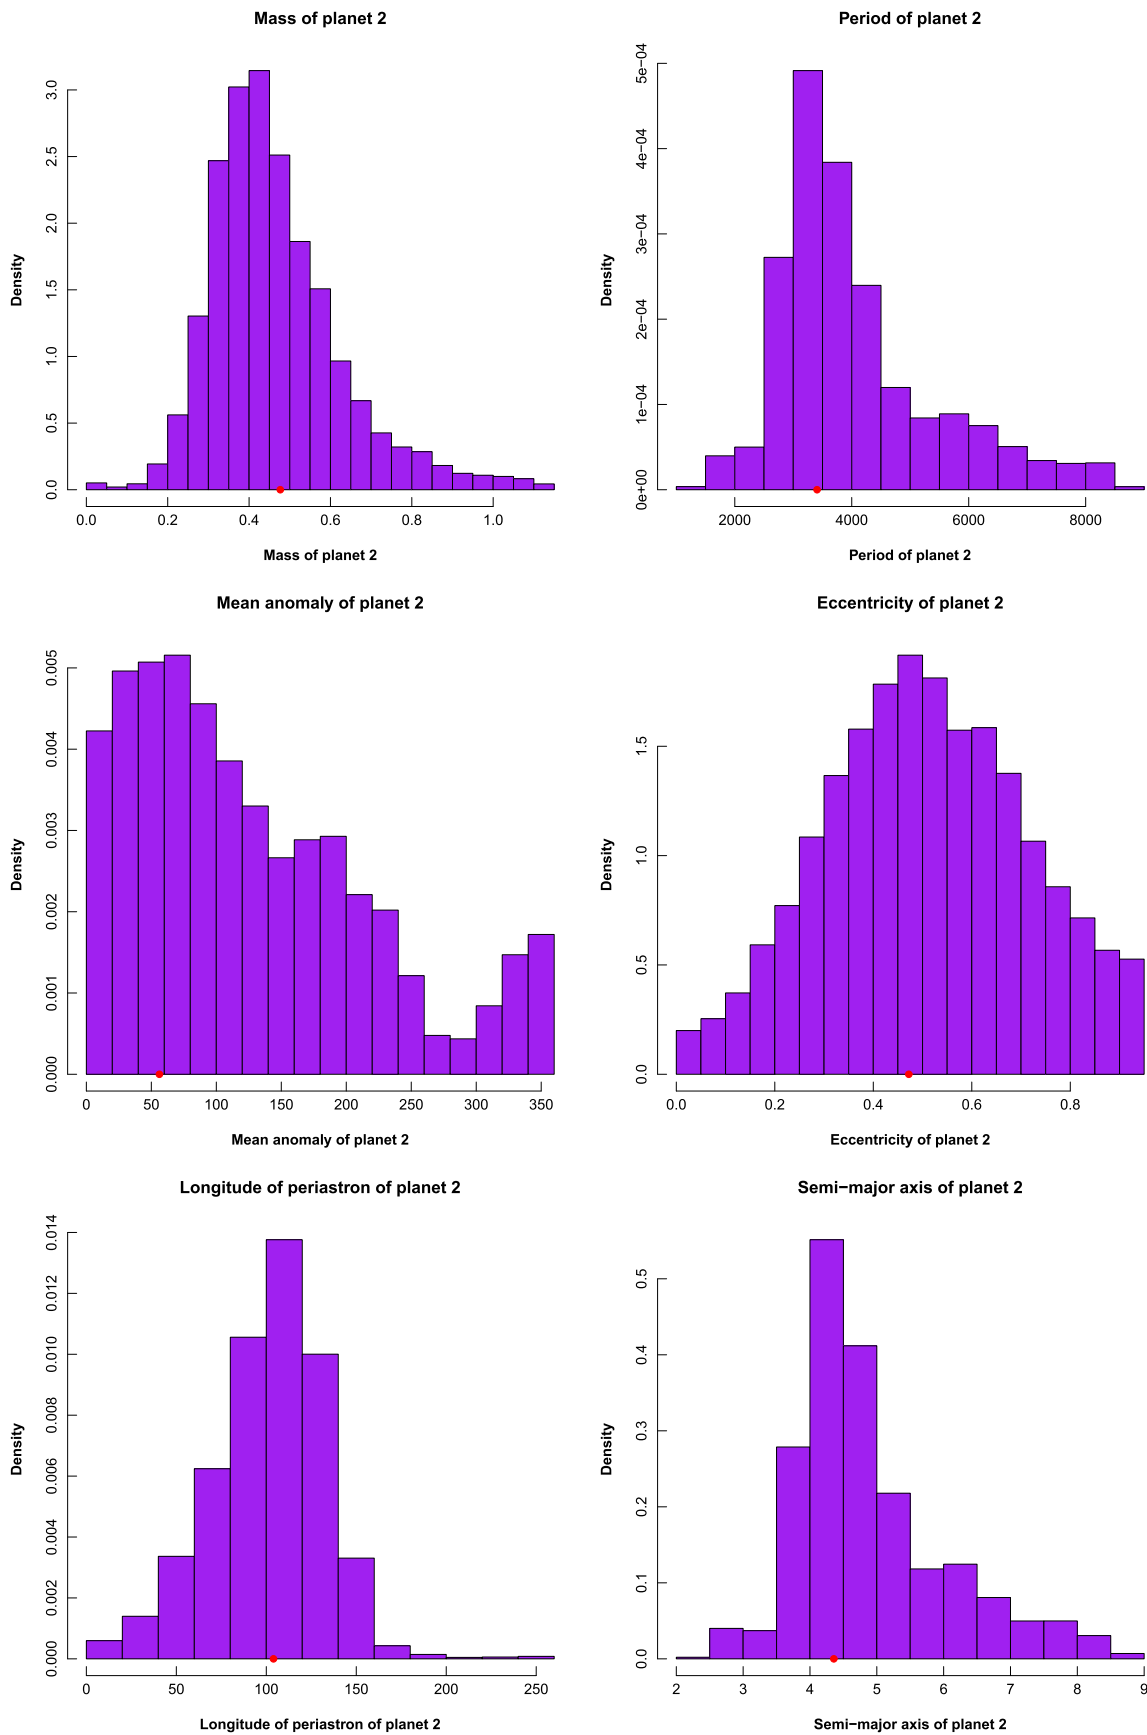 Mass of planet 2
Density
0.0 0.5 1.0 1.5 2.0 2.5 3.0
0.0 0.2 0.4 0.6 0.8 1.0
Mass of planet 2
Period of planet 2
Density
0e+00 1e−04 2e−04 3e−04 4e−04 5e−04
2000 4000 6000 8000
Period of planet 2
Mean anomaly of planet 2
Density
0.000 0.001 0.002 0.003 0.004 0.005
0 50 100 150 200 250 300 350
Mean anomaly of planet 2
Eccentricity of planet 2
Density
0.0 0.5 1.0 1.5
0.0 0.2 0.4 0.6 0.8
Eccentricity of planet 2
Longitude of periastron of planet 2
Density
0.000 0.002 0.004 0.006 0.008 0.010 0.012 0.014
0 50 100 150 200 250
Longitude of periastron of planet 2
Semi−major axis of planet 2
Density
0.0 0.1 0.2 0.3 0.4 0.5
2 3 4 5 6 7 8 9
Semi−major axis of planet 2